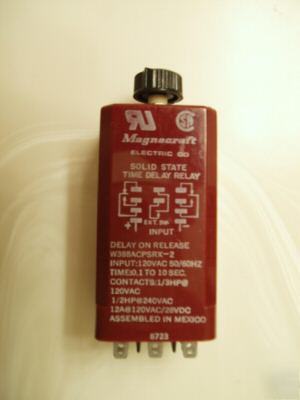 Magnecraft
ELECTRIC CO
SOLID STATE
TIME DELAY RELAY
EXT. SW.
INPUT
DELAY ON RELEASE
W388ACPSRX-2
INPUT:120VAC 50/60HZ
TIME:0.1 TO 10 SEC.
CONTACTS:1/3HP@
120VAC
1/2HP@240VAC
12A@120VAC/28VDC
ASSEMBLED IN MEXICO
8723